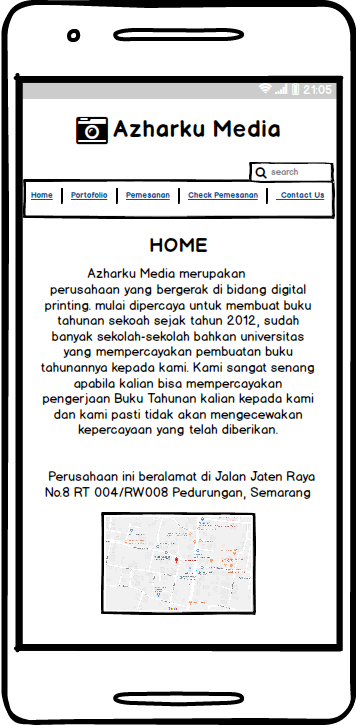 21:05
Azharku Media
search
Home Portofolio Pemesanan Check Pemesanan Contact Us
HOME
Azharku Media merupakan
perusahaan yang bergerak di bidang digital
printing. mulai dipercaya untuk membuat buku
tahunan sekoah sejak tahun 2012, sudah
banyak sekolah-sekolah bahkan universitas
yang mempercayakan pembuatan buku
tahunannya kepada kami. Kami sangat senang
apabila kalian bisa mempercayakan
pengerjaan Buku Tahunan kalian kepada kami
dan kami pasti tidak akan mengecewakan
kepercayaan yang telah diberikan.
Perusahaan ini beralamat di Jalan Jaten Raya
No.8 RT 004/RW008 Pedurungan, Semarang